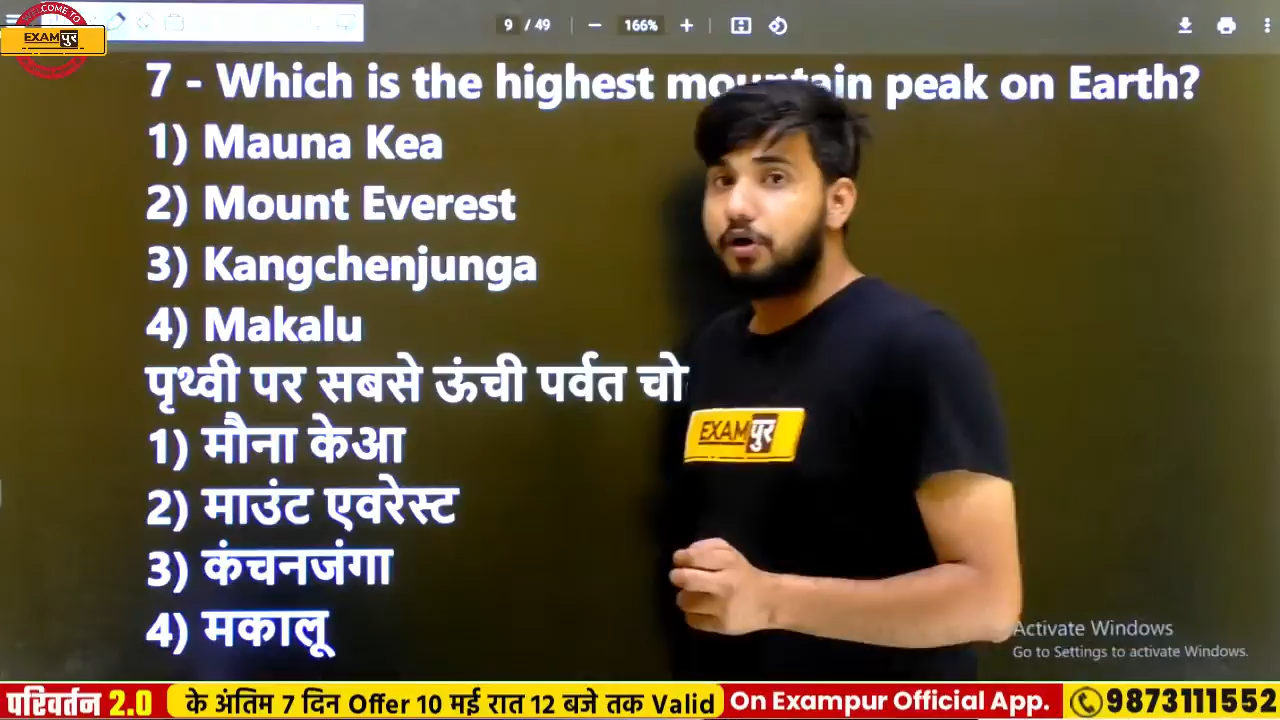 WELCOME TO
EXAMपुर
9 / 49
166%
7 - Which is the highest mountain peak on Earth?
1) Mauna Kea
2) Mount Everest
3) Kangchenjunga
4) Makalu
पृथ्वी पर सबसे ऊंची पर्वत
1) मौना केआ
2) माउंट एवरेस्ट
3) कंचनजंगा
4) मकालू
EXAMपुर
Activate Windows
Go to Settings to activate Windows.
परिवर्तन 2.0 के अंतिम 7 दिन Offer 10 मई रात 12 बजे तक Valid On Exampur Official App. 9873111552